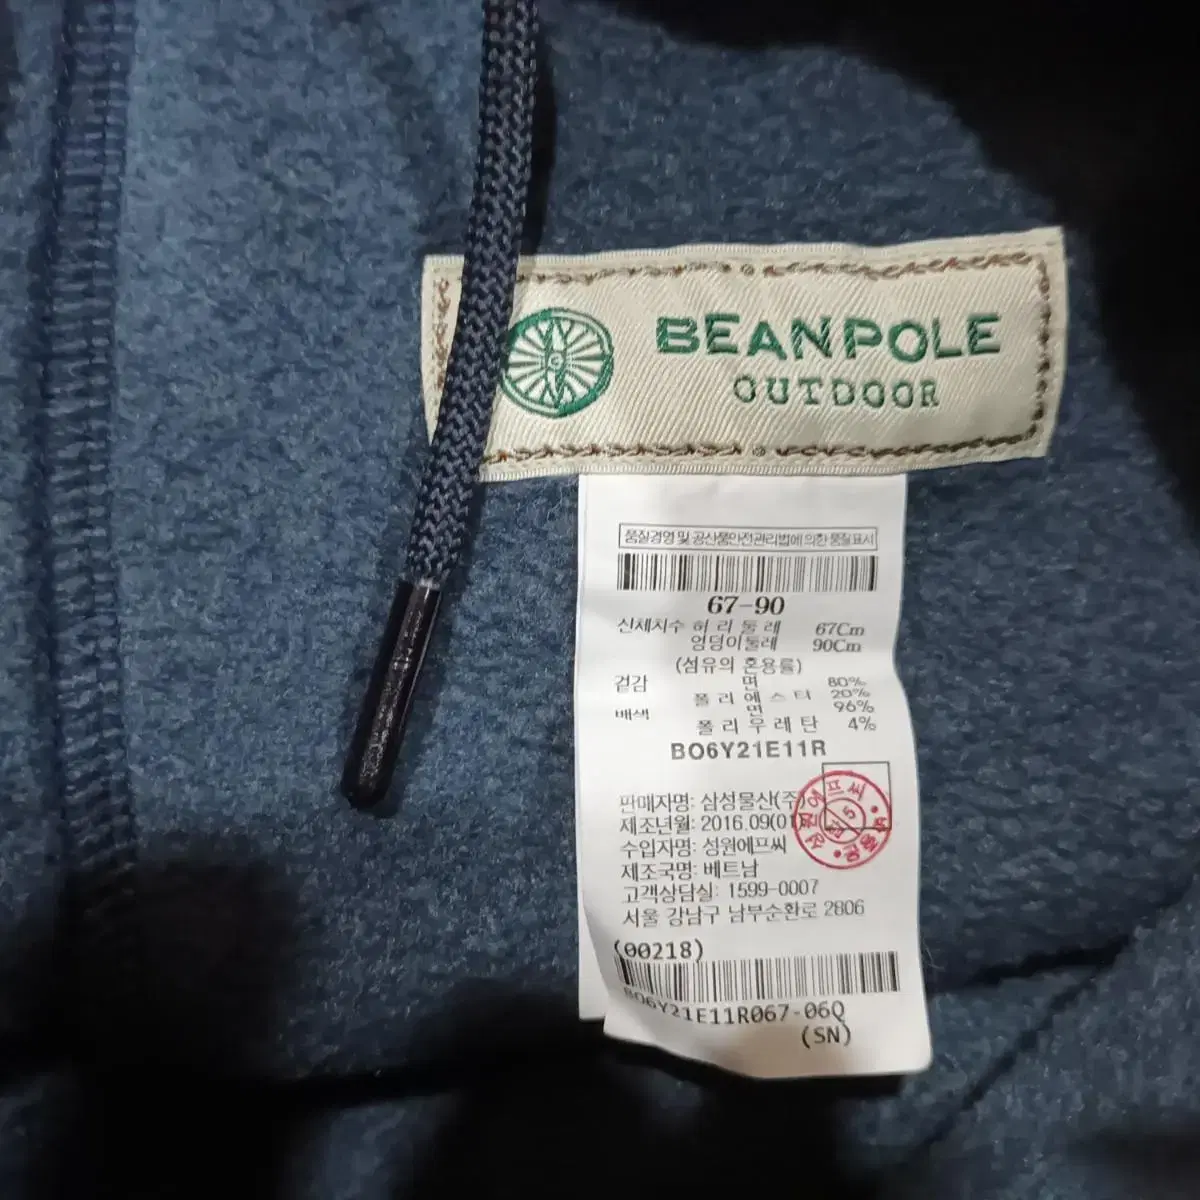 BEANPOLE
OUTDOOR
품질경영 및 공산품안전관리법에 의한 품질표시
67-90
신체치수 허리둘레 67Cm
엉덩이둘레 90Cm
(섬유의 혼용률)
겉감 면 80%
폴리에스터 20%
배색 면 96%
폴리우레탄 4%
BO6Y21E11R
판매자명: 삼성물산(주)
제조년월: 2016.09(01)
수입자명: 성원에프씨
제조국명: 베트남
고객상담실: 1599-0007
서울 강남구 남부순환로 2806
(00218)
BO6Y21E11R067-06Q
(SN)